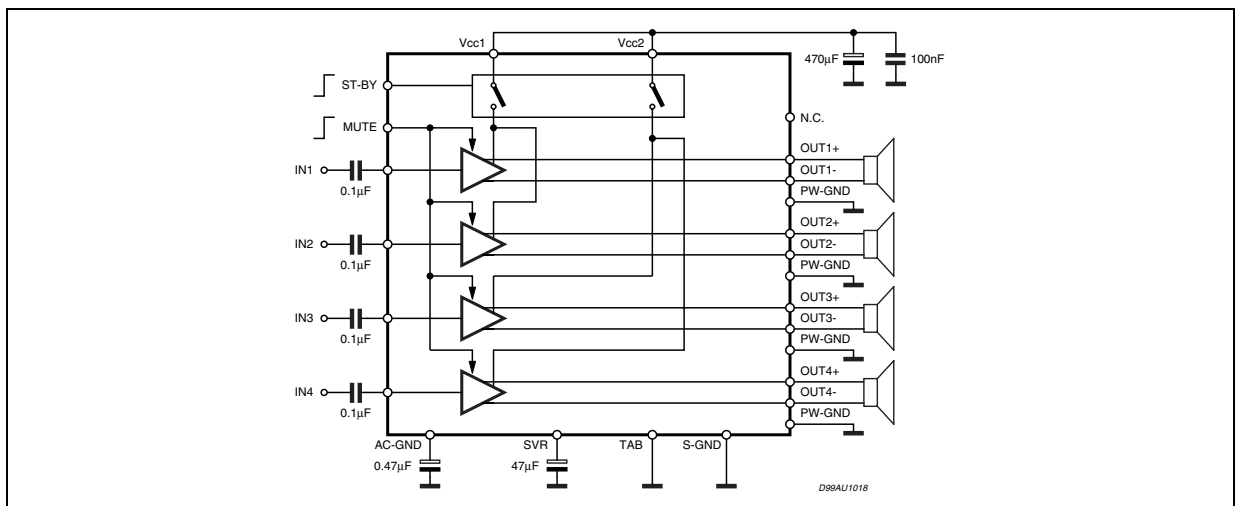 Vcc1
Vcc2
470μF
100nF
ST-BY
N.C.
MUTE
OUT1+
IN1
OUT1-
0.1μF
PW-GND
OUT2+
IN2
OUT2-
0.1μF
PW-GND
OUT3+
IN3
OUT3-
0.1μF
PW-GND
OUT4+
IN4
OUT4-
0.1μF
PW-GND
AC-GND
SVR
TAB
S-GND
0.47μF
47μF
D99AU1018